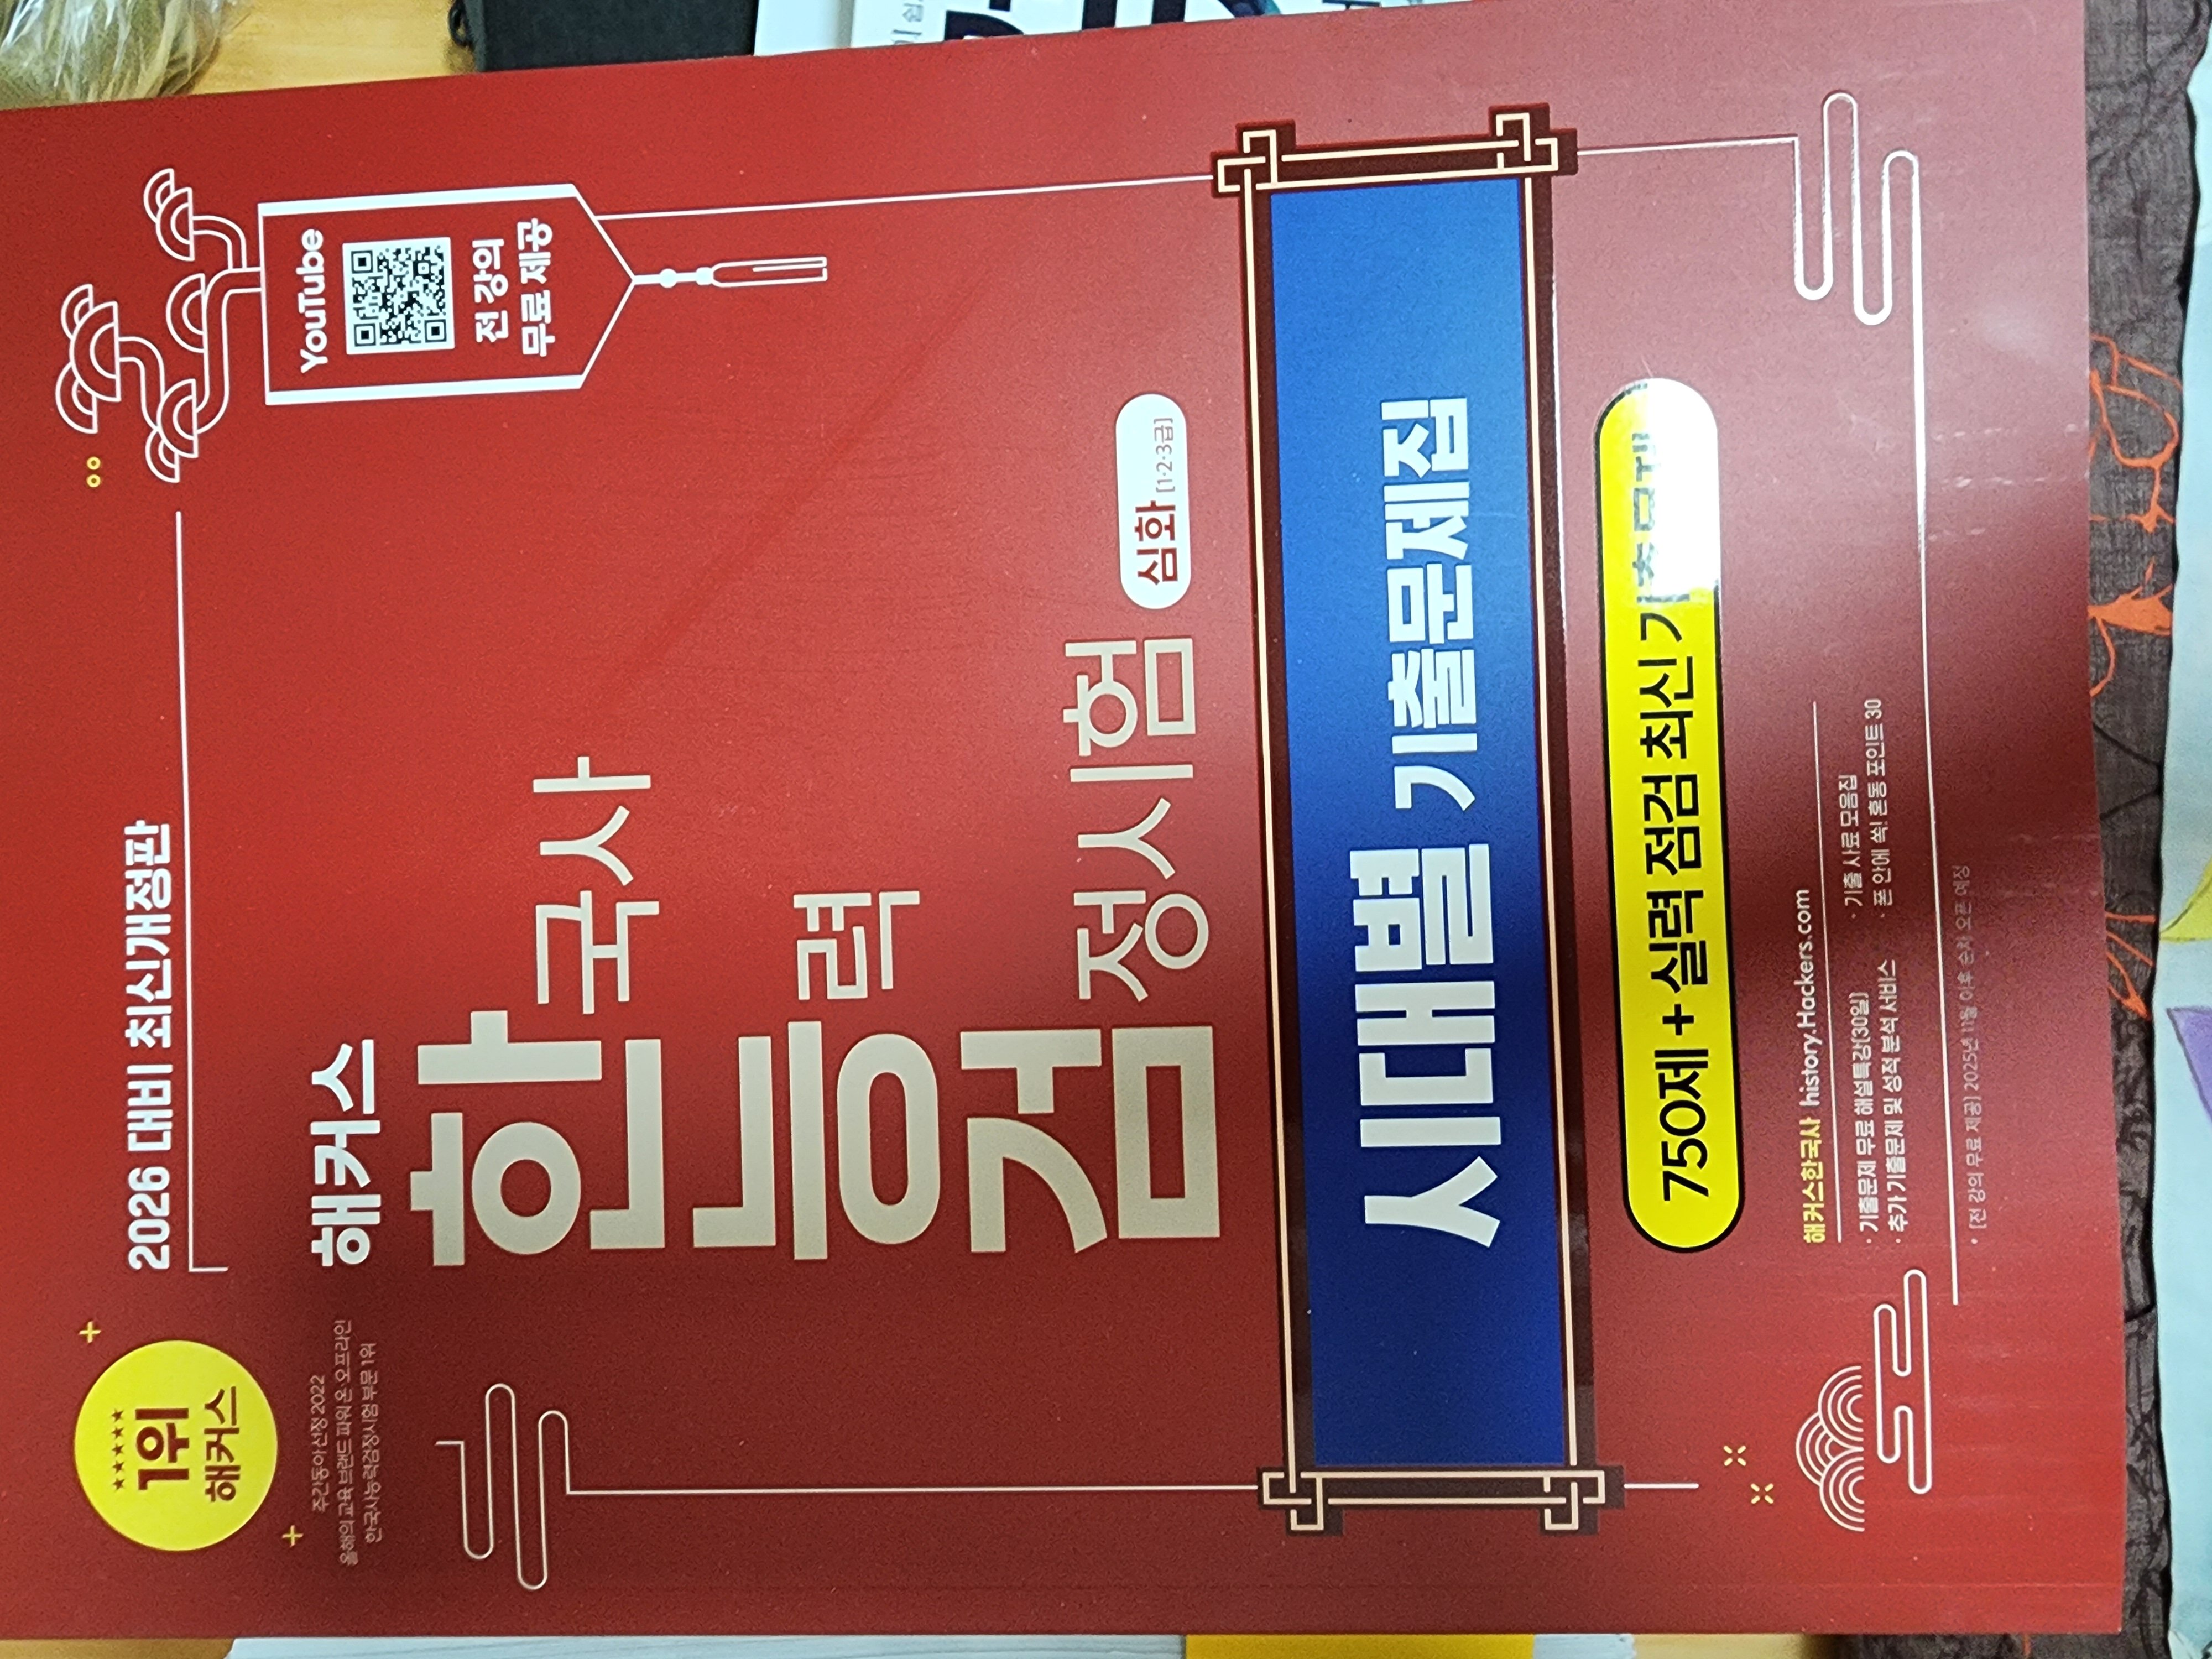 2026 대비 최신개정판
1위
해커스
주간동아 선정 2022
올해의 교육 브랜드 파워 온·오프라인
한국사능력검정시험 부문 1위
YouTube
전 강의
무료 제공
해커스
한국사
능력
검정시험
심화 [1·2·3급]
시대별 기출문제집
750제 + 실력 점검 최신 기출
해커스한국사 history.Hackers.com
· 기출문제 무료 해설특강(30일)
· 추가 기출문제 및 성적 분석 서비스
· 기출 사료 모음집
· 폰 안에 쏙! 혼동 포인트 30
* [전 강의 무료 제공] 2025년 11월 이후 순차 오픈 예정